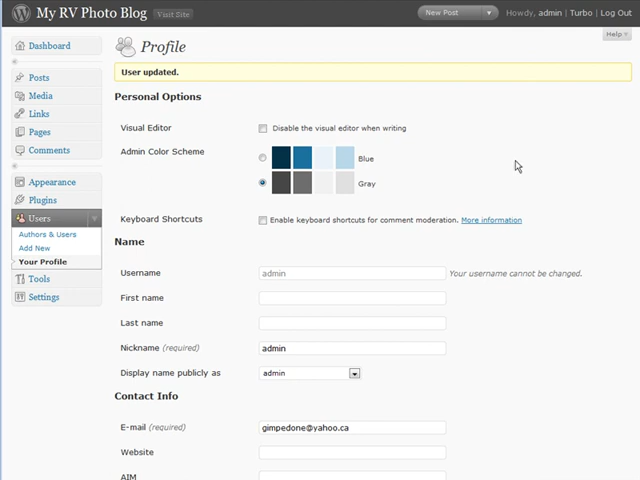 My RV Photo Blog Visit Site New Post Howdy, admin | Turbo | Log Out
Help
Dashboard
Posts
Media
Links
Pages
Comments
Appearance
Plugins
Users
Authors & Users
Add New
Your Profile
Tools
Settings
Profile
User updated.
Personal Options
Visual Editor Disable the visual editor when writing
Admin Color Scheme Blue
Gray
Keyboard Shortcuts Enable keyboard shortcuts for comment moderation. More information
Name
Username admin Your username cannot be changed.
First name
Last name
Nickname (required) admin
Display name publicly as admin
Contact Info
E-mail (required) gimpedone@yahoo.ca
Website
AIM